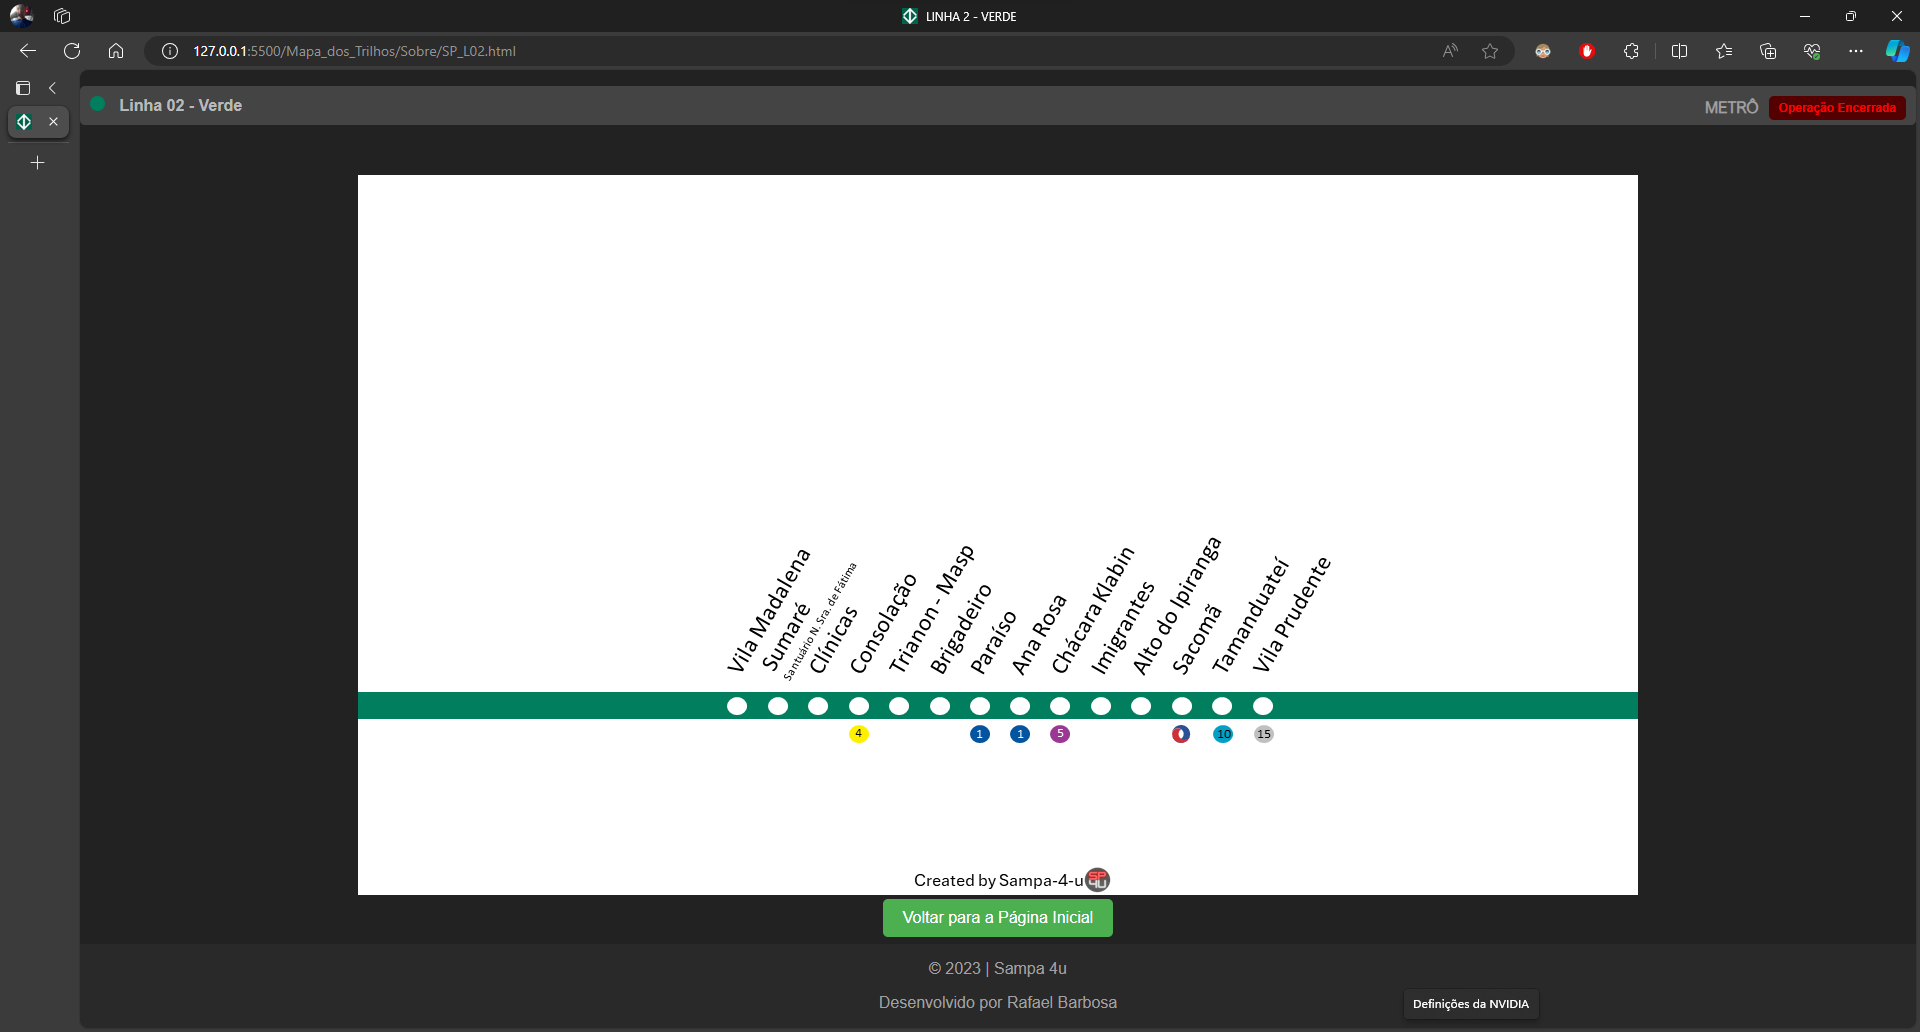 LINHA 2 - VERDE
127.0.0.1:5500/Mapa_dos_Trilhos/Sobre/SP_L02.html
Linha 02 - Verde
METRÔ
Operação Encerrada
Vila Madalena
Sumaré
Santuário N. Sra. de Fátima
Clínicas
Consolação
Trianon - Masp
Brigadeiro
Paraíso
Ana Rosa
Chácara Klabin
Imigrantes
Alto do Ipiranga
Sacomã
Tamanduateí
Vila Prudente
4
1
1
5
10
15
Created by Sampa-4-u
SP
4U
Voltar para a Página Inicial
© 2023 | Sampa 4u
Desenvolvido por Rafael Barbosa
Definições da NVIDIA